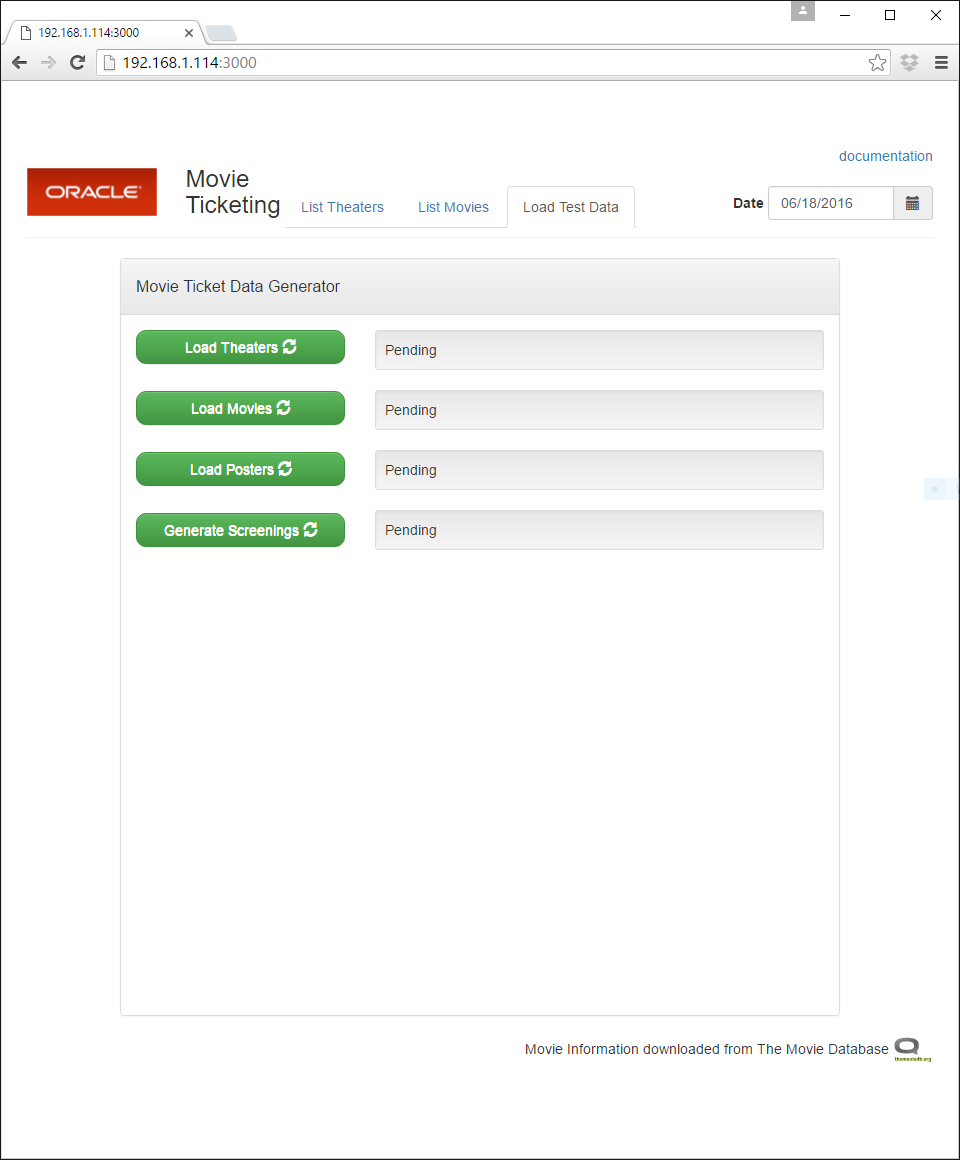 192.168.1.114:3000
192.168.1.114:3000
documentation
ORACLE
Movie
Ticketing
List Theaters
List Movies
Load Test Data
Date
06/18/2016
Movie Ticket Data Generator
Load Theaters
Pending
Load Movies
Pending
Load Posters
Pending
Generate Screenings
Pending
Movie Information downloaded from The Movie Database
themoviedb.org